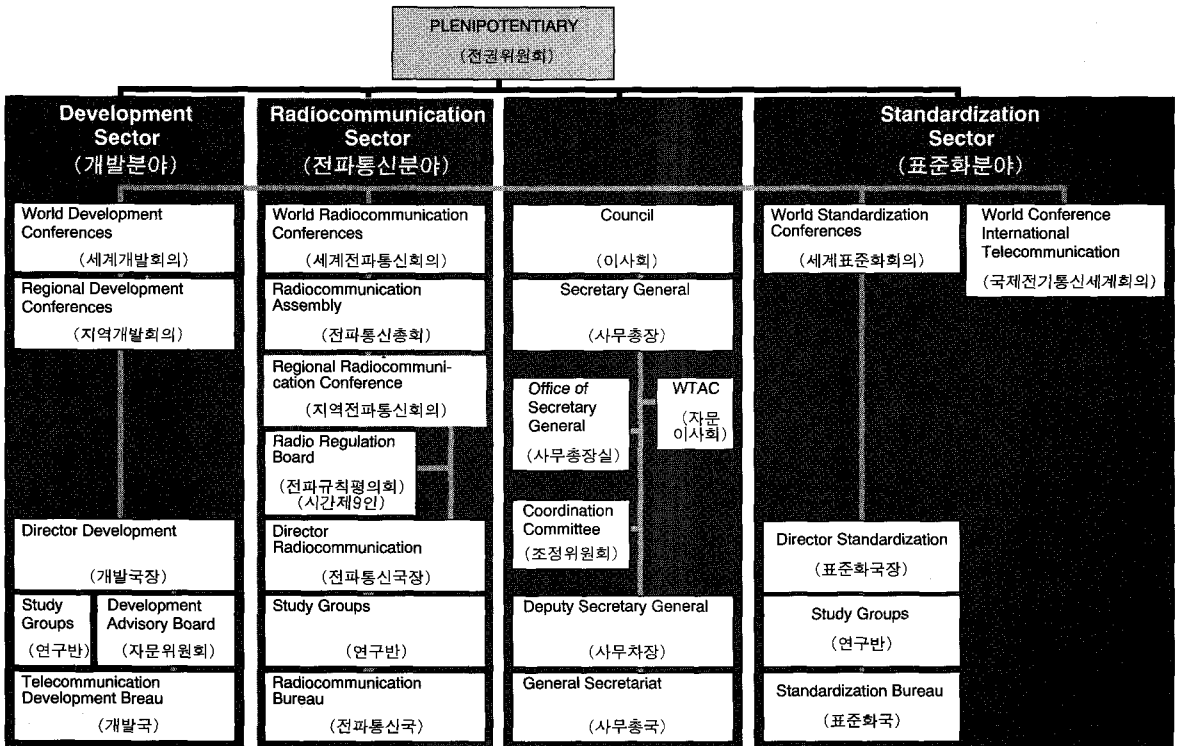 PLENIPOTENTIARY
(전권위원회)
Development
Sector
(개발분야)
World Development
Conferences
(세계개발회의)
Regional Development
Conferences
(지역개발회의)
Director Development
(개발국장)
Study
Groups
(연구반)
Development
Advisory Board
(자문위원회)
Telecommunication
Development Breau
(개발국)
Radiocommunication
Sector
(전파통신분야)
World Radiocommunication
Conferences
(세계전파통신회의)
Radiocommunication
Assembly
(전파통신총회)
Regional Radiocommuni-
cation Conference
(지역전파통신회의)
Radio Regulation
Board
(전파규칙평의회)
(시간제9인)
Director
Radiocommunication
(전파통신국장)
Study Groups
(연구반)
Radiocommunication
Bureau
(전파통신국)
Council
(이사회)
Secretary General
(사무총장)
Office of
Secretary
General
(사무총장실)
WTAC
(자문
이사회)
Coordination
Committee
(조정위원회)
Deputy Secretary General
(사무차장)
General Secretariat
(사무총국)
Standardization
Sector
(표준화분야)
World Standardization
Conferences
(세계표준화회의)
World Conference
International
Telecommunication
(국제전기통신세계회의)
Director Standardization
(표준화국장)
Study Groups
(연구반)
Standardization Bureau
(표준화국)